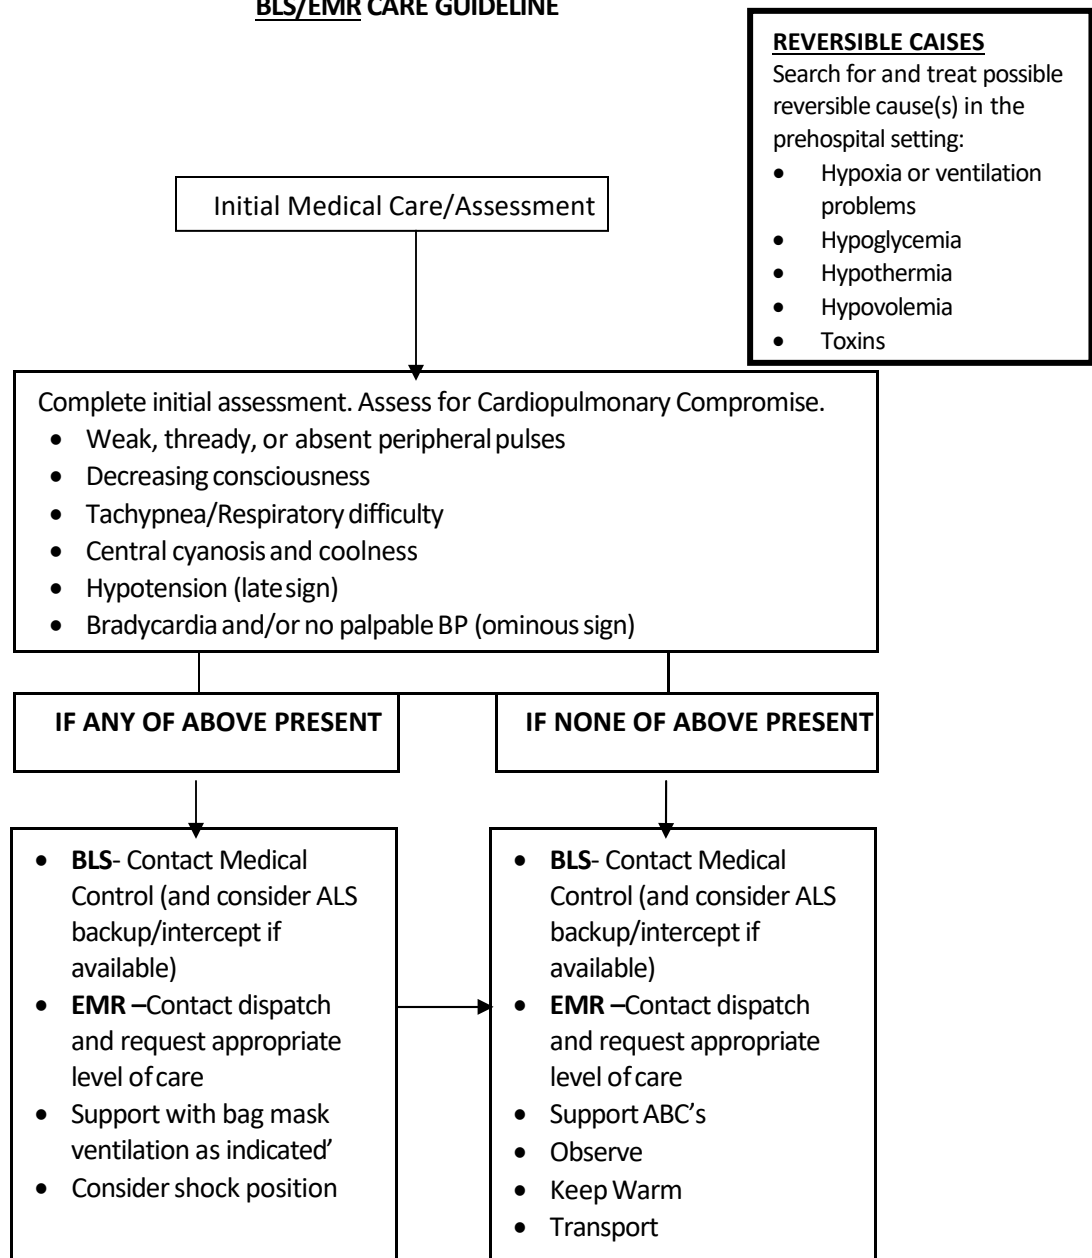 BLS/EMR CARE GUIDELINE
REVERSIBLE CAISES
Search for and treat possible
reversible cause(s) in the
prehospital setting:
• Hypoxia or ventilation
problems
• Hypoglycemia
• Hypothermia
• Hypovolemia
• Toxins
Initial Medical Care/Assessment
Complete initial assessment. Assess for Cardiopulmonary Compromise.
• Weak, thready, or absent peripheral pulses
• Decreasing consciousness
• Tachypnea/Respiratory difficulty
• Central cyanosis and coolness
• Hypotension (late sign)
• Bradycardia and/or no palpable BP (ominous sign)
IF ANY OF ABOVE PRESENT
IF NONE OF ABOVE PRESENT
• BLS- Contact Medical
Control (and consider ALS
backup/intercept if
available)
• EMR –Contact dispatch
and request appropriate
level of care
• Support with bag mask
ventilation as indicated’
• Consider shock position
• BLS- Contact Medical
Control (and consider ALS
backup/intercept if
available)
• EMR –Contact dispatch
and request appropriate
level of care
• Support ABC’s
• Observe
• Keep Warm
• Transport